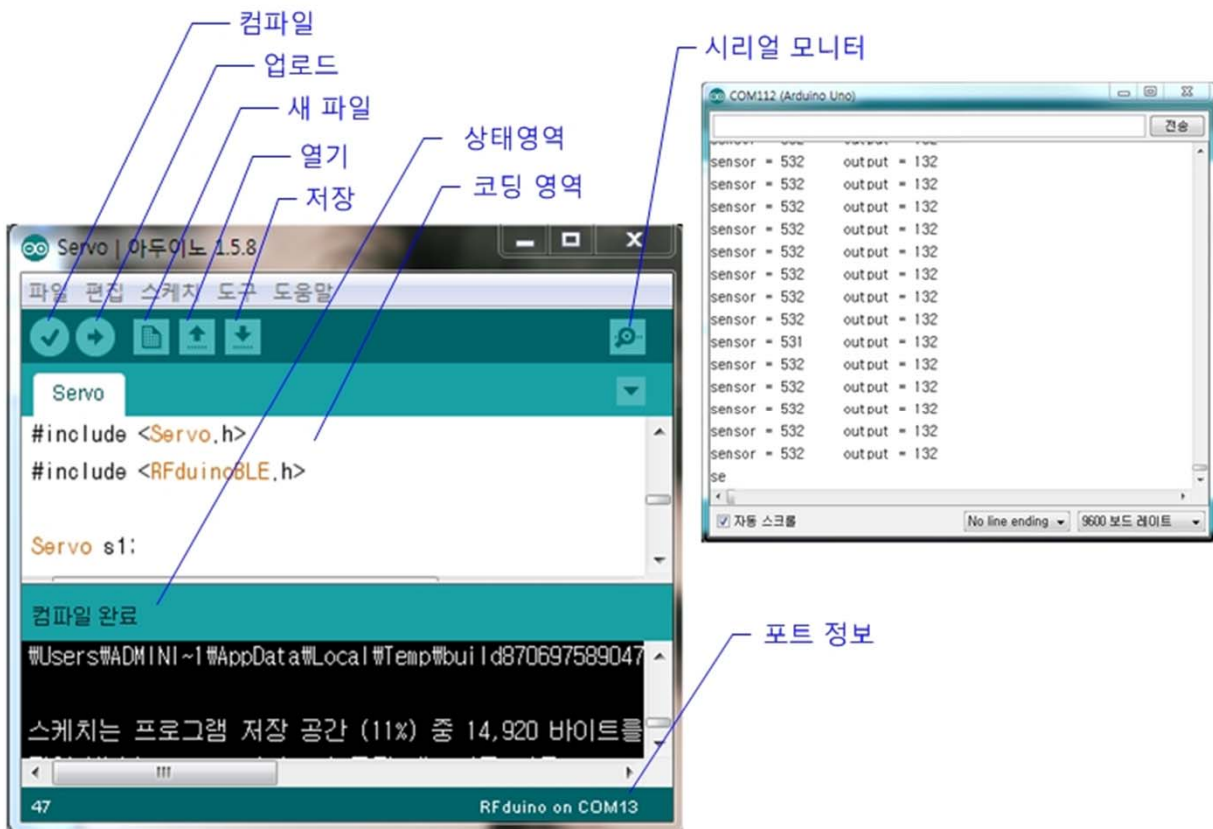 컴파일
업로드
새 파일
열기
저장
상태영역
코딩 영역
시리얼 모니터
Servo | 아두이노 1.5.8
파일 편집 스케치 도구 도움말
Servo
#include <Servo.h>
#include <RFduinoBLE.h>
Servo s1;
컴파일 완료
₩Users₩ADMINI~1₩AppData₩Local₩Temp₩build870697589047
스케치는 프로그램 저장 공간 (11%) 중 14,920 바이트를
47
RFduino on COM13
포트 정보
COM112 (Arduino Uno)
전송
sensor = 532 output = 132
sensor = 532 output = 132
sensor = 532 output = 132
sensor = 532 output = 132
sensor = 532 output = 132
sensor = 532 output = 132
sensor = 532 output = 132
sensor = 532 output = 132
sensor = 532 output = 132
sensor = 531 output = 132
sensor = 532 output = 132
sensor = 532 output = 132
sensor = 532 output = 132
sensor = 532 output = 132
sensor = 532 output = 132
se
자동 스크롤
No line ending
9600 보드 레이트